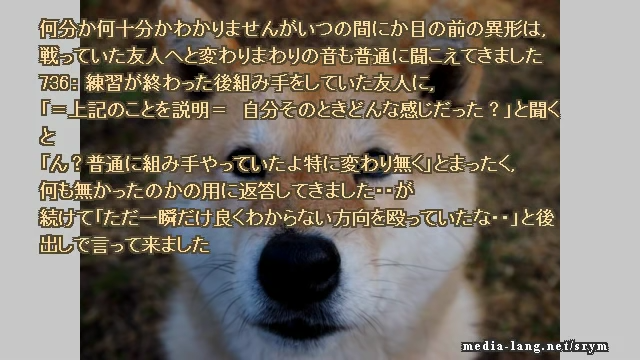 何分か何十分かわかりませんがいつの間にか目の前の異形は,
戦っていた友人へと変わりまわりの音も普通に聞こえてきました
736: 練習が終わった後組み手をしていた友人に,
「＝上記のことを説明＝　自分そのときどんな感じだった？」と聞く
と
「ん？普通に組み手やっていたよ特に変わり無く」とまったく,
何も無かったのかの用に返答してきました・・が
続けて「ただ一瞬だけ良くわからない方向を殴っていたな・・」と後
出しで言って来ました
media-lang.net/srym